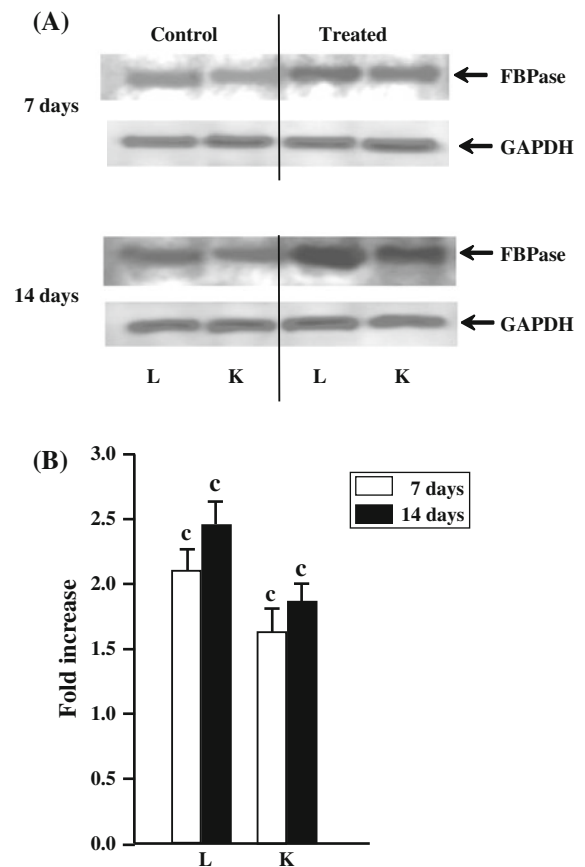 (A)
Control Treated
7 days
FBPase
GAPDH
14 days
FBPase
GAPDH
L K L K
(B)
Fold increase
3.0
2.5
2.0
1.5
1.0
0.5
0.0
c c c c
7 days
14 days
L K